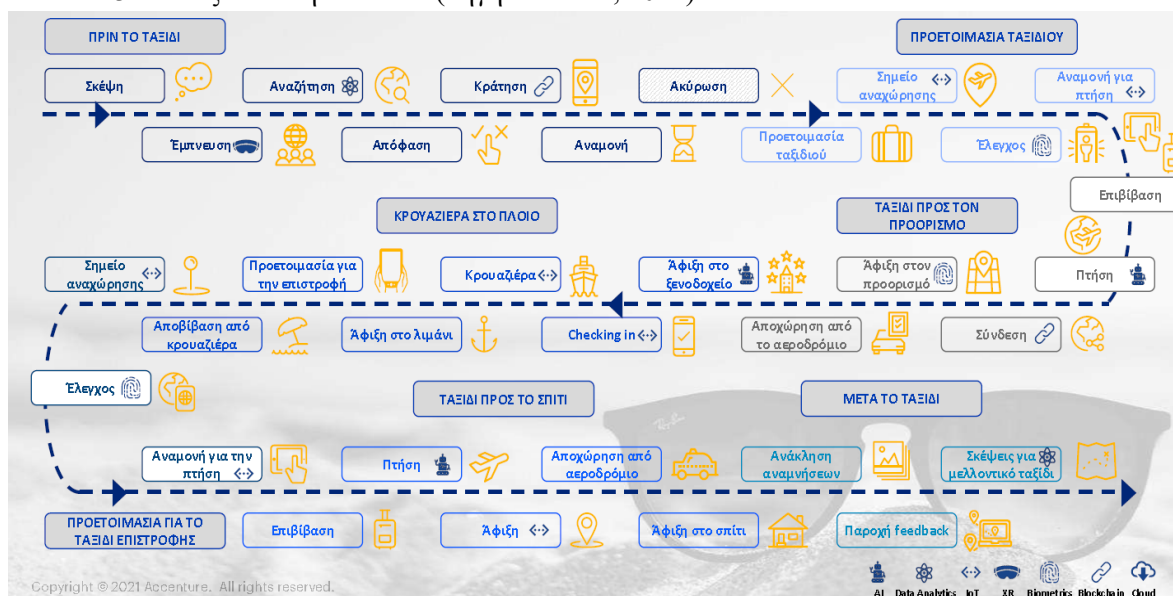 ΠΡΙΝ ΤΟ ΤΑΞΙΔΙ
ΠΡΟΕΤΟΙΜΑΣΙΑ ΤΑΞΙΔΙΟΥ
Σκέψη
Αναζήτηση
Κράτηση
Ακύρωση
Σημείο
αναχώρησης
Αναμονή για
πτήση
Έμπνευση
Απόφαση
Αναμονή
Προετοιμασία
ταξιδιού
Έλεγχος
Επιβίβαση
ΚΡΟΥΑΖΙΕΡΑ ΣΤΟ ΠΛΟΙΟ
ΤΑΞΙΔΙ ΠΡΟΣ ΤΟΝ
ΠΡΟΟΡΙΣΜΟ
Σημείο
αναχώρησης
Προετοιμασία για
την επιστροφή
Κρουαζιέρα
Άφιξη στο
ξενοδοχείο
Άφιξη στον
προορισμό
Πτήση
Αποβίβαση από
κρουαζιέρα
Άφιξη στο λιμάνι
Checking in
Αποχώρηση από
το αεροδρόμιο
Σύνδεση
Έλεγχος
ΤΑΞΙΔΙ ΠΡΟΣ ΤΟ ΣΠΙΤΙ
ΜΕΤΑ ΤΟ ΤΑΞΙΔΙ
Αναμονή για την
πτήση
Πτήση
Αποχώρηση από
αεροδρόμιο
Ανάκληση
αναμνήσεων
Σκέψεις για
μελλοντικό ταξίδι
ΠΡΟΕΤΟΙΜΑΣΙΑ ΓΙΑ ΤΟ
ΤΑΞΙΔΙ ΕΠΙΣΤΡΟΦΗΣ
Επιβίβαση
Άφιξη
Άφιξη στο σπίτι
Παροχή feedback
Copyright © 2021 Accenture. All rights reserved.
AI Data Analytics IoT XR Biometrics Blockchain Cloud